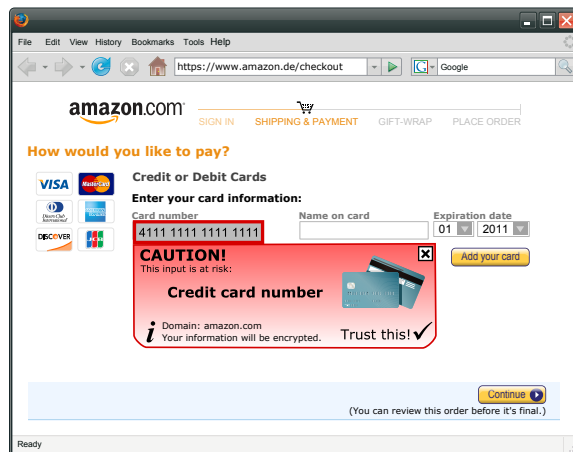 File Edit View History Bookmarks Tools Help
https://www.amazon.de/checkout G Google
amazon.com
SIGN IN SHIPPING & PAYMENT GIFT-WRAP PLACE ORDER
How would you like to pay?
VISA MasterCard
Diners Club International
DISCOVER JCB
Credit or Debit Cards
Enter your card information:
Card number Name on card Expiration date
4111 1111 1111 1111 01 2011
CAUTION!
This input is at risk:
Credit card number
Add your card
i Domain: amazon.com
Your information will be encrypted.
Trust this!
Continue
(You can review this order before it's final.)
Ready